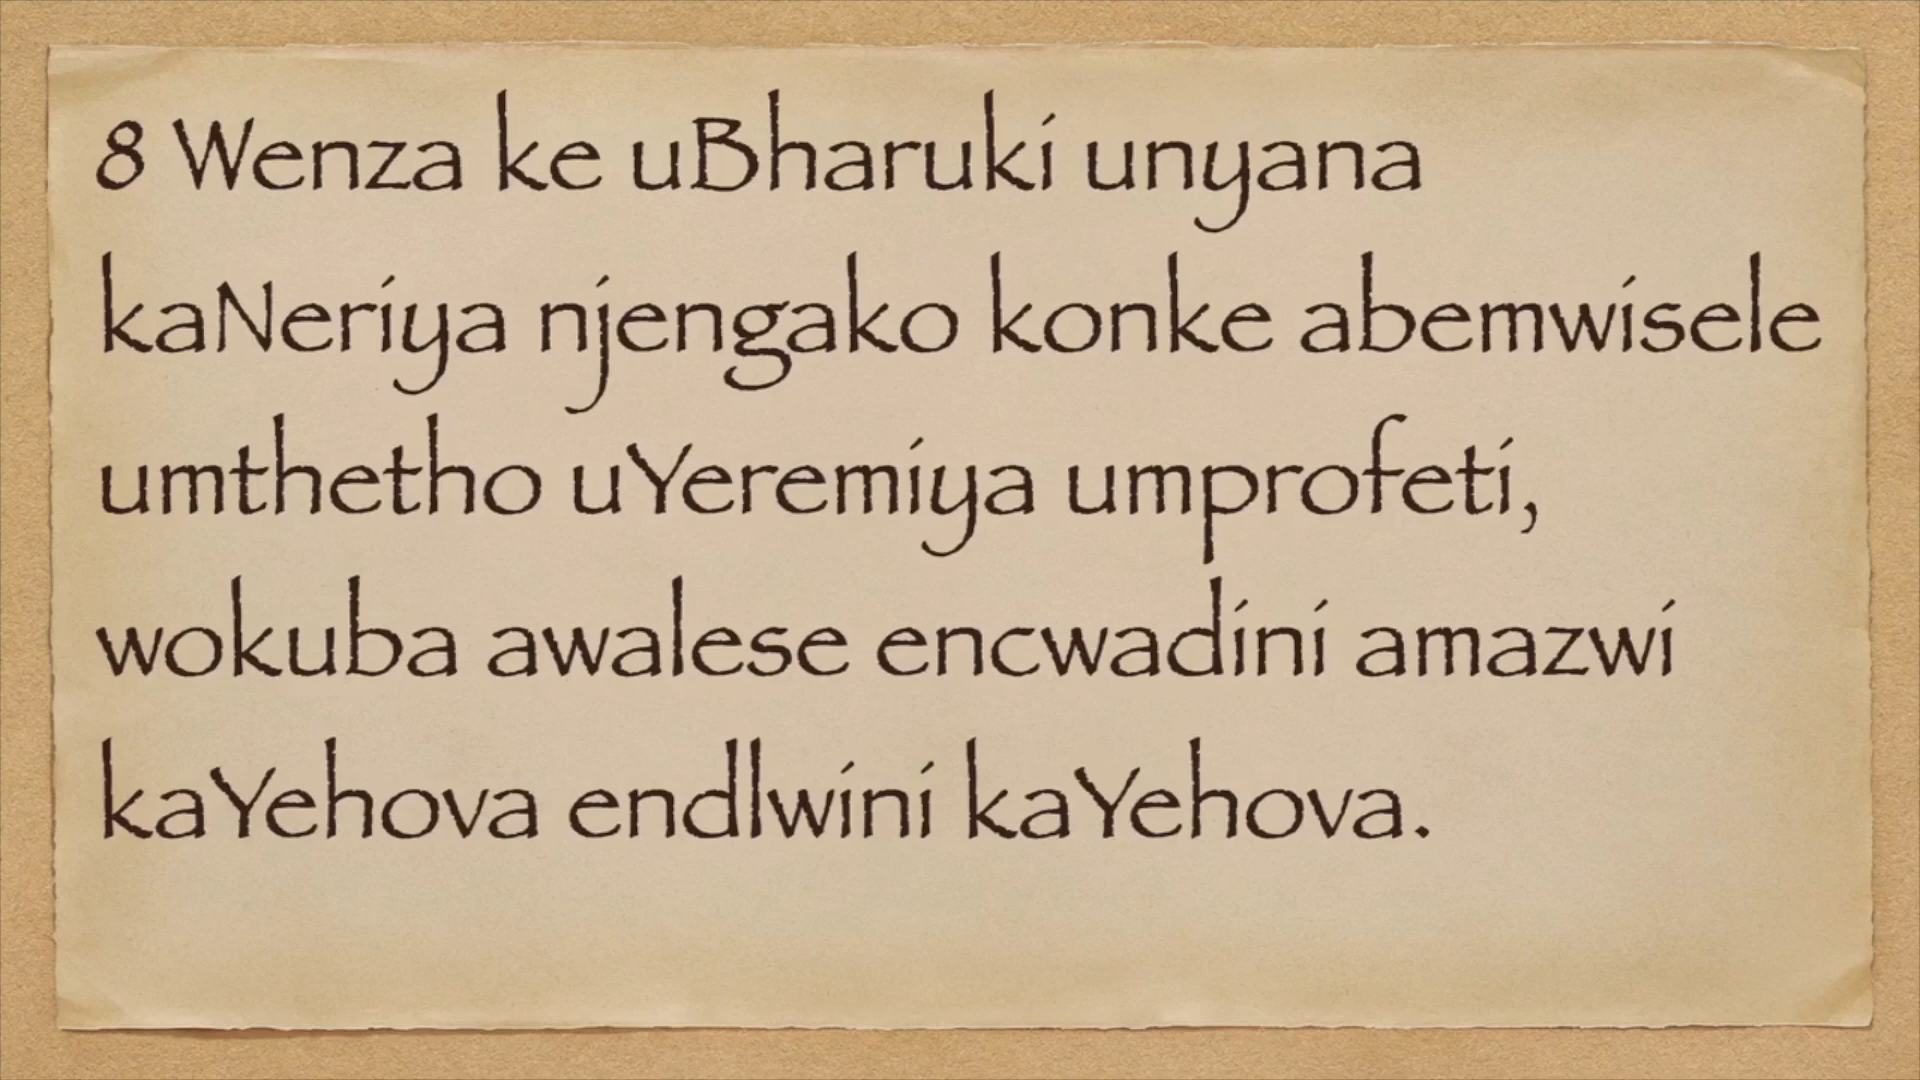 8 Wenza ke uBharuki unyana
kaNeriya njengako konke abemwisele
umthetho uYeremiya umprofeti,
wokuba awalese encwadini amazwi
kaYehova endlwini kaYehova.